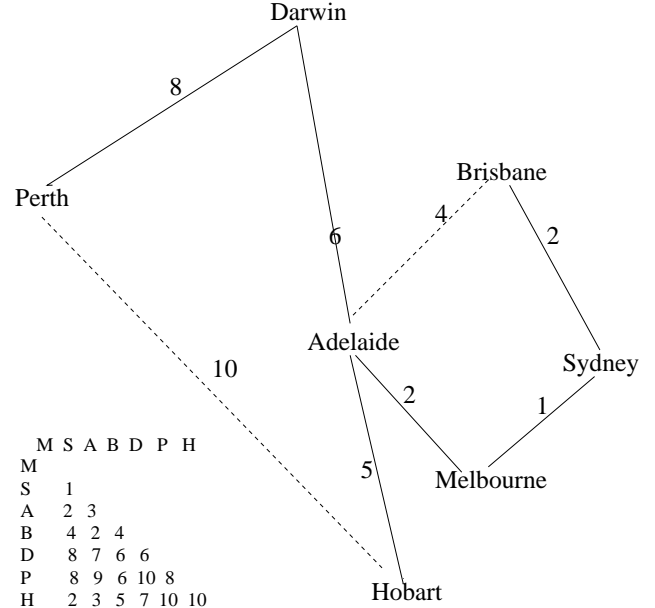 Darwin
8
Perth
Brisbane
4
2
6
Adelaide
Sydney
10
2
1
5
Melbourne
Hobart
M S A B D P H
M
S 1
A 2 3
B 4 2 4
D 8 7 6 6
P 8 9 6 10 8
H 2 3 5 7 10 10